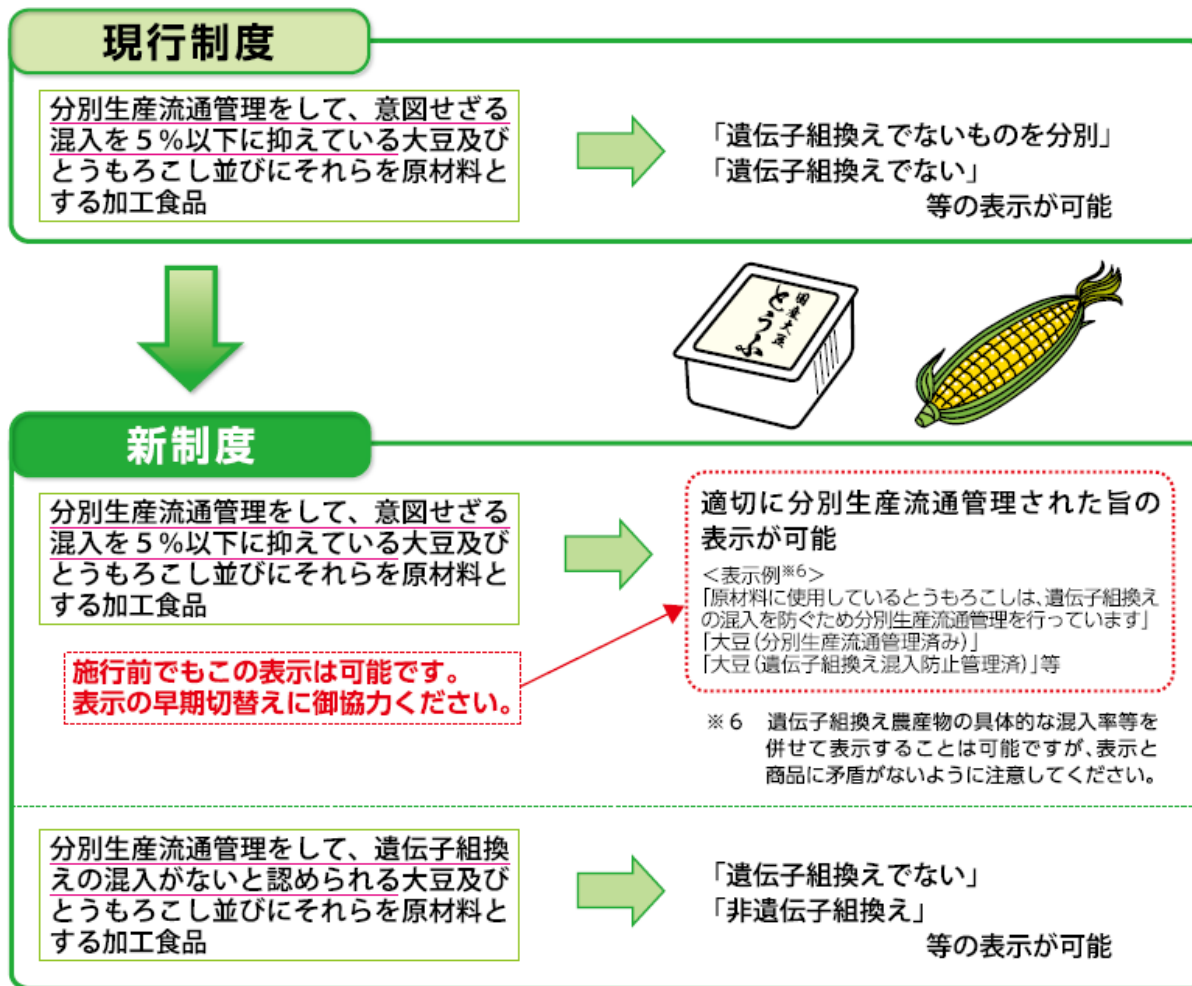 現行制度
分別生産流通管理をして、意図せざる
混入を5%以下に抑えている大豆及び
とうもろこし並びにそれらを原材料と
する加工食品
「遺伝子組換えでないものを分別」
「遺伝子組換えでない」
等の表示が可能
国産大豆
とうふ
新制度
分別生産流通管理をして、意図せざる
混入を5%以下に抑えている大豆及び
とうもろこし並びにそれらを原材料と
する加工食品
適切に分別生産流通管理された旨の
表示が可能
<表示例※6>
「原材料に使用しているとうもろこしは、遺伝子組換え
の混入を防ぐため分別生産流通管理を行っています」
「大豆(分別生産流通管理済み)」
「大豆(遺伝子組換え混入防止管理済)」等
施行前でもこの表示は可能です。
表示の早期切替えに御協力ください。
※6 遺伝子組換え農産物の具体的な混入率等を
併せて表示することは可能ですが、表示と
商品に矛盾がないように注意してください。
分別生産流通管理をして、遺伝子組換
えの混入がないと認められる大豆及び
とうもろこし並びにそれらを原材料と
する加工食品
「遺伝子組換えでない」
「非遺伝子組換え」
等の表示が可能